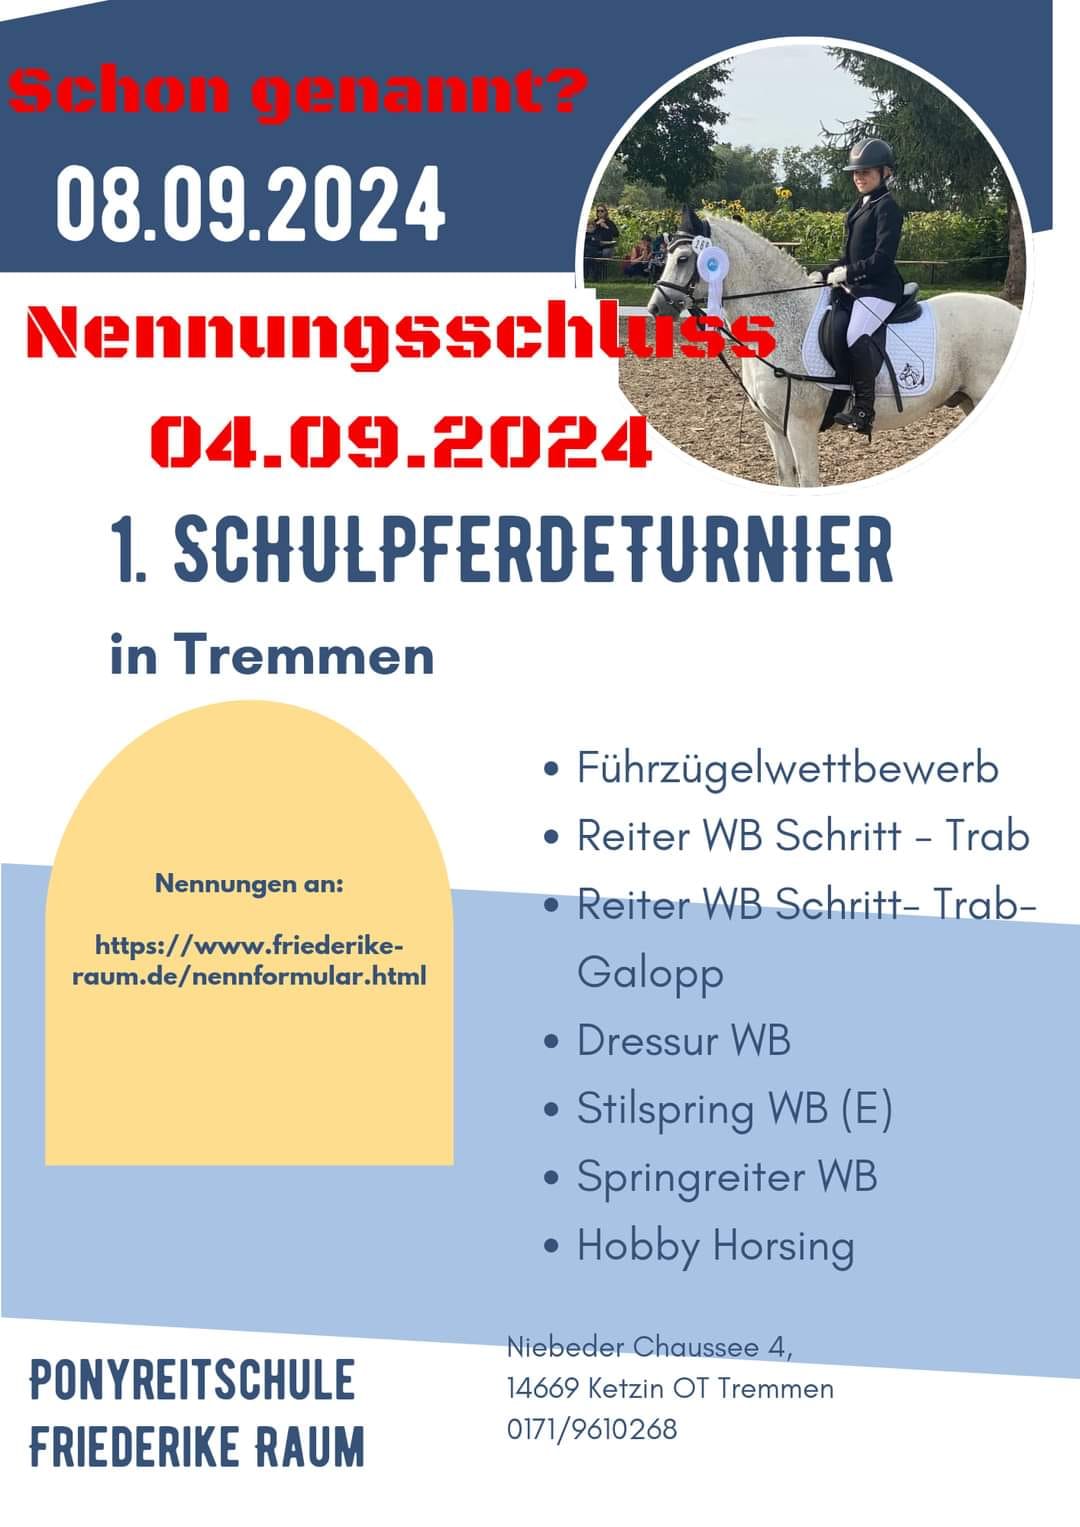 Schon genannt?
08.09.2024
Nennungsschluss
04.09.2024
1. SCHULPFERDETURNIER
in Tremmen
Nennungen an:
https://www.friederike-
raum.de/nennformular.html
• Führzügelwettbewerb
• Reiter WB Schritt - Trab
• Reiter WB Schritt- Trab-
Galopp
• Dressur WB
• Stilspring WB (E)
• Springreiter WB
• Hobby Horsing
PONYREITSCHULE
FRIEDERIKE RAUM
Niebeder Chaussee 4,
14669 Ketzin OT Tremmen
0171/9610268